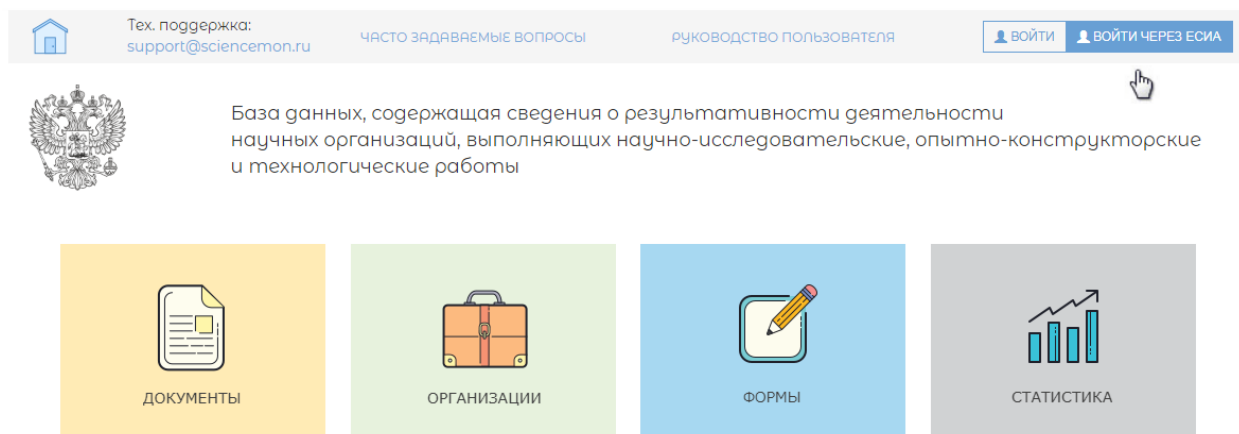 Тех. поддержка:
support@sciencemon.ru
ЧАСТО ЗАДАВАЕМЫЕ ВОПРОСЫ
РУКОВОДСТВО ПОЛЬЗОВАТЕЛЯ
ВОЙТИ
ВОЙТИ ЧЕРЕЗ ЕСИА
База данных, содержащая сведения о результативности деятельности
научных организаций, выполняющих научно-исследовательские, опытно-конструкторские
и технологические работы
ДОКУМЕНТЫ
ОРГАНИЗАЦИИ
ФОРМЫ
СТАТИСТИКА